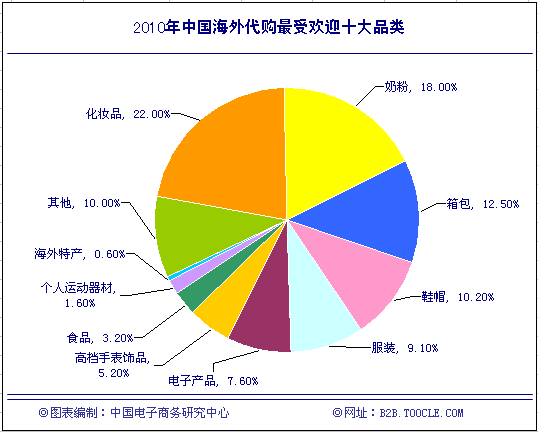 2010年中国海外代购最受欢迎十大品类
奶粉, 18.00%
化妆品, 22.00%
箱包, 12.50%
其他, 10.00%
海外特产, 0.60%
个人运动器材,
1.60%
鞋帽, 10.20%
食品, 3.20%
服装, 9.10%
高档手表饰品,
5.20%
电子产品, 7.60%
◎图表编制：中国电子商务研究中心
◎网址：B2B.TOOCLE.COM